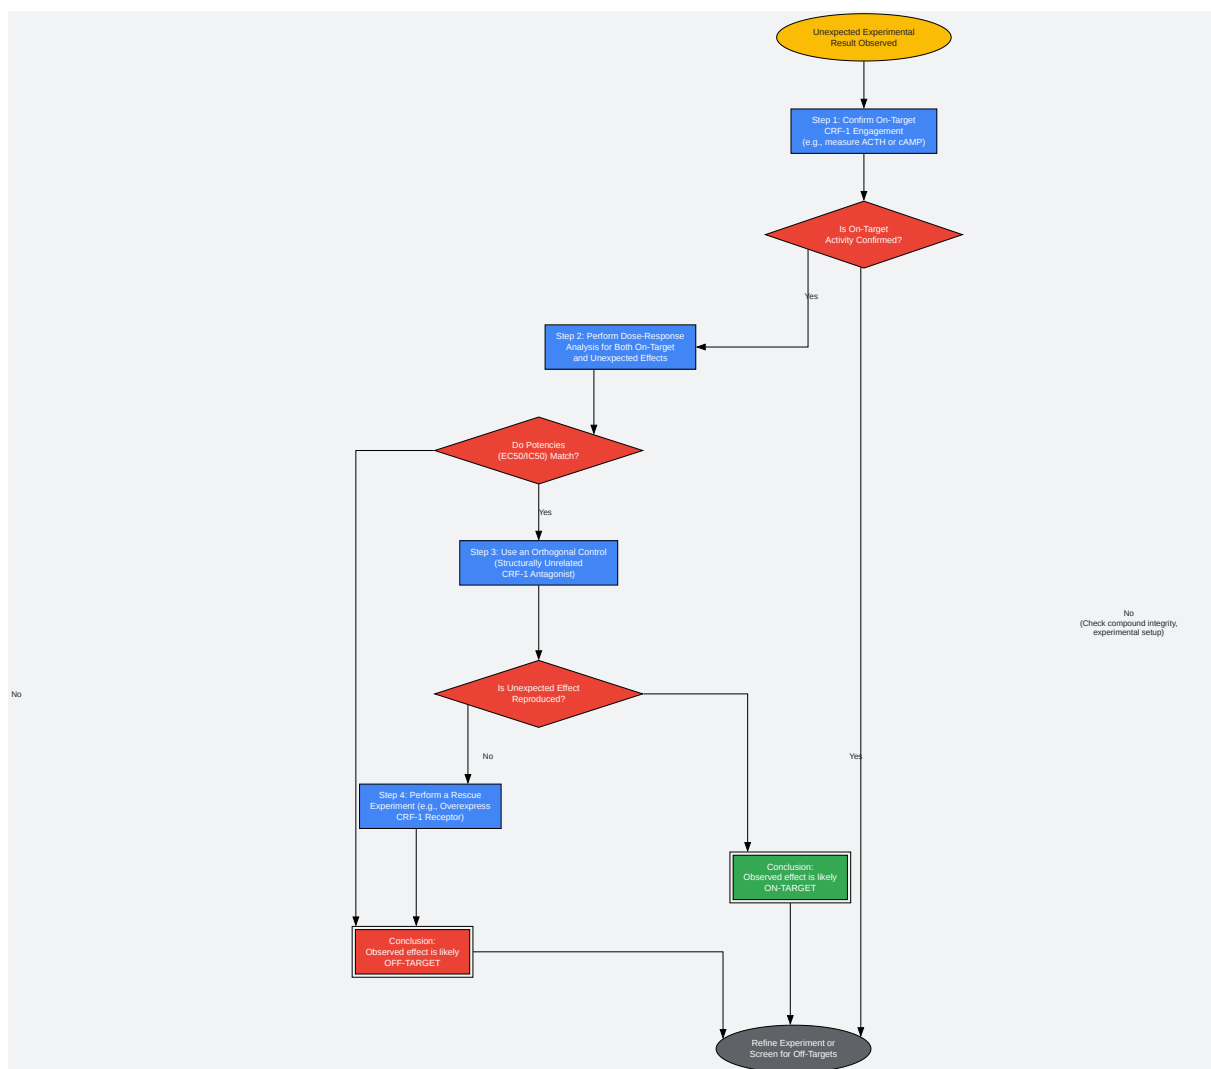 Unexpected Experimental
Result Observed
Step 1: Confirm On-Target
CRF-1 Engagement
(e.g., measure ACTH or cAMP)
Is On-Target
Activity Confirmed?
Yes
Step 2: Perform Dose-Response
Analysis for Both On-Target
and Unexpected Effects
Do Potencies
(EC50/IC50) Match?
Yes
Step 3: Use an Orthogonal Control
(Structurally Unrelated
CRF-1 Antagonist)
No
(Check compound integrity,
experimental setup)
Is Unexpected Effect
Reproduced?
No
No
Yes
Step 4: Perform a Rescue
Experiment (e.g., Overexpress
CRF-1 Receptor)
Conclusion:
Observed effect is likely
ON-TARGET
Conclusion:
Observed effect is likely
OFF-TARGET
Refine Experiment or
Screen for Off-Targets